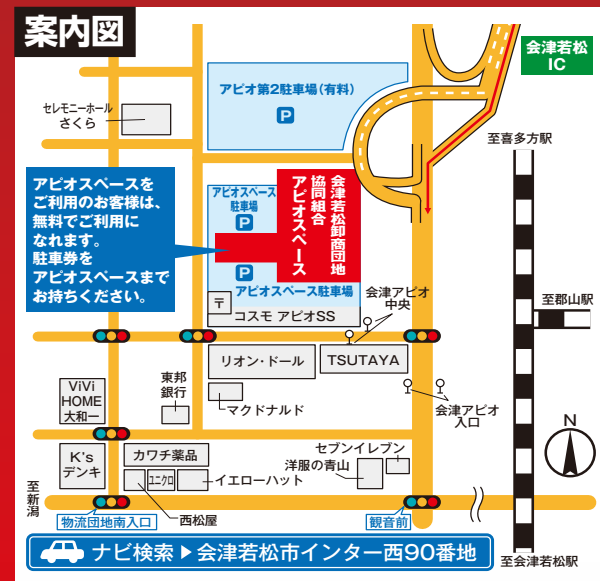 案内図
会津若松
IC
アピオ第2駐車場(有料)
P
セレモニーホール
さくら
至喜多方駅
アピオスペースを
ご利用のお客様は、
無料でご利用に
なれます。
駐車券を
アピオスペースまで
お持ちください。
アピオスペース
駐車場
P
会津若松卸商団地
協同組合
アピオスペース
P
アピオスペース駐車場
〒
コスモ アピオSS
会津アピオ
中央
至郡山駅
リオン・ドール
TSUTAYA
ViVi
HOME
大和一
東邦
銀行
マクドナルド
会津アピオ
入口
N
K's
デンキ
カワチ薬品
セブンイレブン
洋服の青山
ユニクロ
イエローハット
西松屋
至新潟
物流団地南入口
観音前
ナビ検索▶会津若松市インター西90番地
至会津若松駅